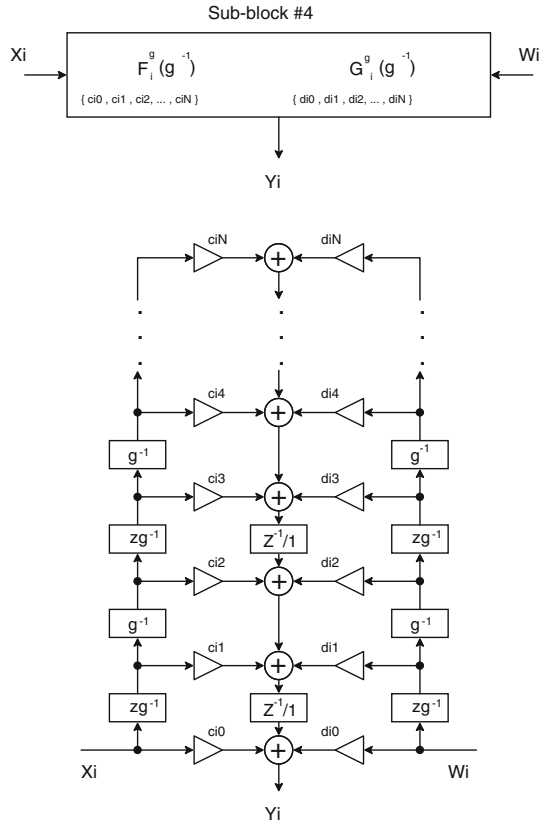 Sub-block #4
Xi
Wi
F i g (g -1)
G i g (g -1)
{ ci0 , ci1 , ci2, ... , ciN }
{ di0 , di1 , di2, ... , diN }
Yi
ciN
+
diN
. . .
. . .
. . .
ci4
+
di4
g-1
g-1
ci3
+
di3
zg-1
Z-1/1
zg-1
ci2
+
di2
g-1
g-1
ci1
+
di1
zg-1
Z-1/1
zg-1
ci0
+
di0
Xi
Wi
Yi